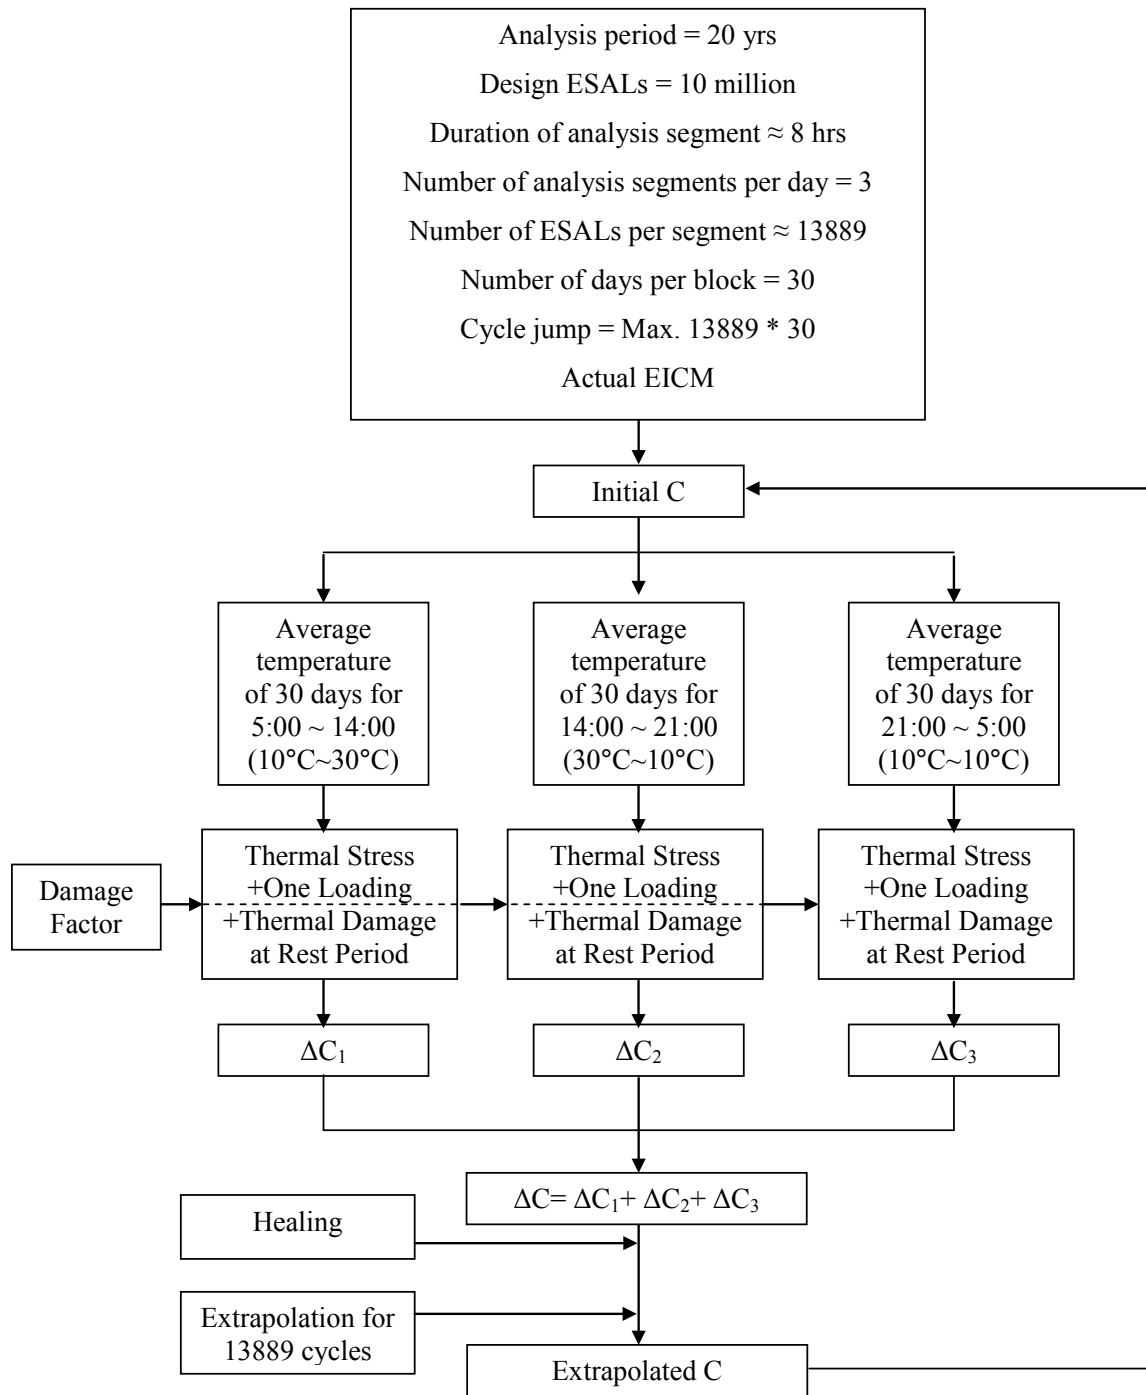 Analysis period = 20 yrs
Design ESALs = 10 million
Duration of analysis segment ≈ 8 hrs
Number of analysis segments per day = 3
Number of ESALs per segment ≈ 13889
Number of days per block = 30
Cycle jump = Max. 13889 * 30
Actual EICM
Initial C
Average
temperature
of 30 days for
5:00 ~ 14:00
(10°C~30°C)
Average
temperature
of 30 days for
14:00 ~ 21:00
(30°C~10°C)
Average
temperature
of 30 days for
21:00 ~ 5:00
(10°C~10°C)
Damage
Factor
Thermal Stress
+One Loading
+Thermal Damage
at Rest Period
Thermal Stress
+One Loading
+Thermal Damage
at Rest Period
Thermal Stress
+One Loading
+Thermal Damage
at Rest Period
ΔC₁
ΔC₂
ΔC₃
ΔC= ΔC₁+ ΔC₂+ ΔC₃
Healing
Extrapolation for
13889 cycles
Extrapolated C